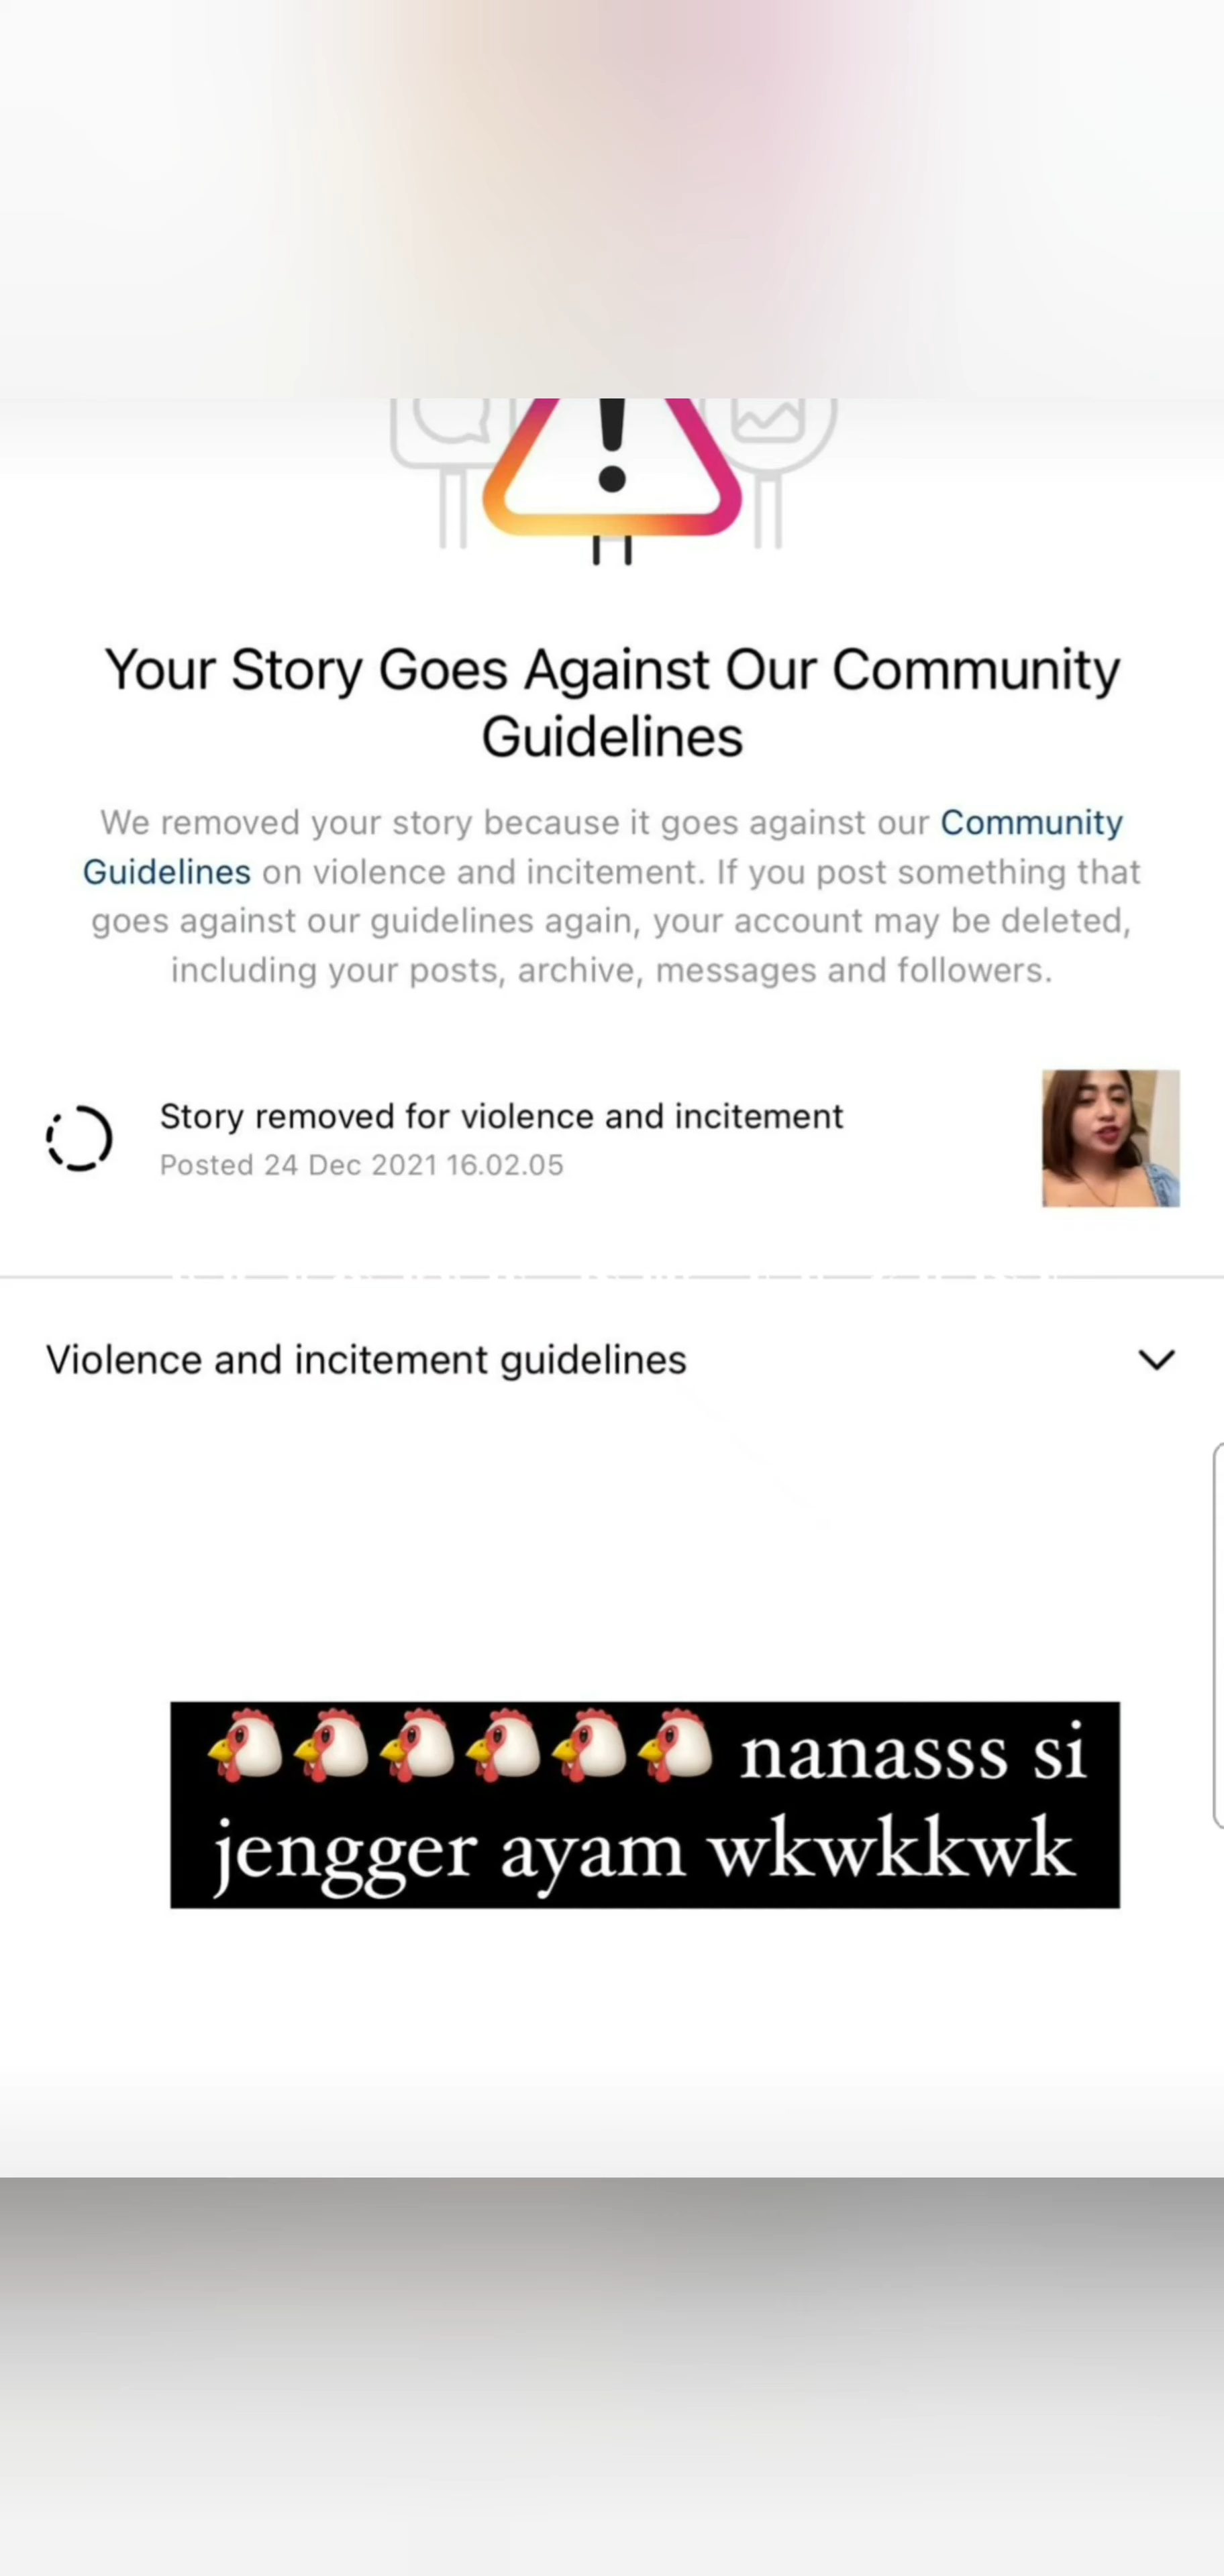 Your Story Goes Against Our Community
Guidelines
We removed your story because it goes against our Community
Guidelines on violence and incitement. If you post something that
goes against our guidelines again, your account may be deleted,
including your posts, archive, messages and followers.
Story removed for violence and incitement
Posted 24 Dec 2021 16.02.05
Violence and incitement guidelines
🐔🐔🐔🐔🐔🐔 nanasss si
jengger ayam wkwkkwk